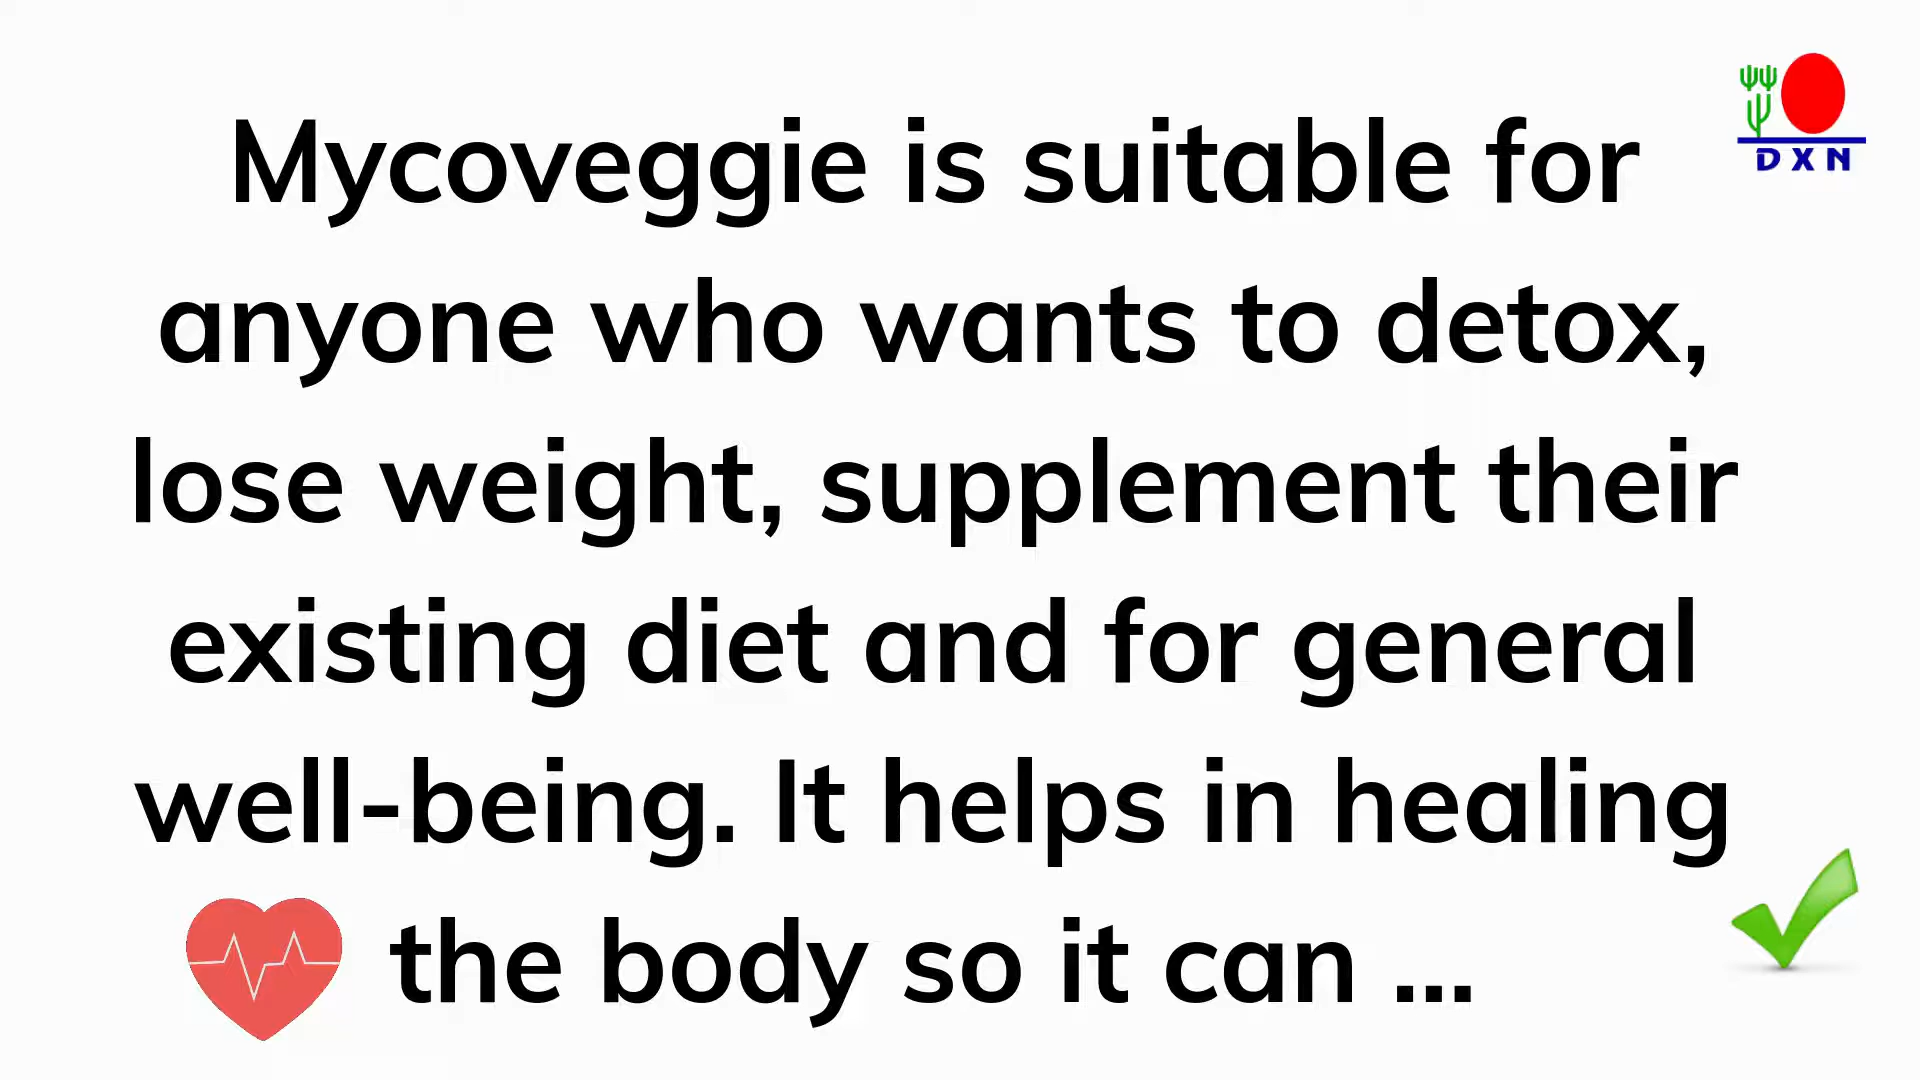 DXN
Mycoveggie is suitable for
anyone who wants to detox,
lose weight, supplement their
existing diet and for general
well-being. It helps in healing
the body so it can ...